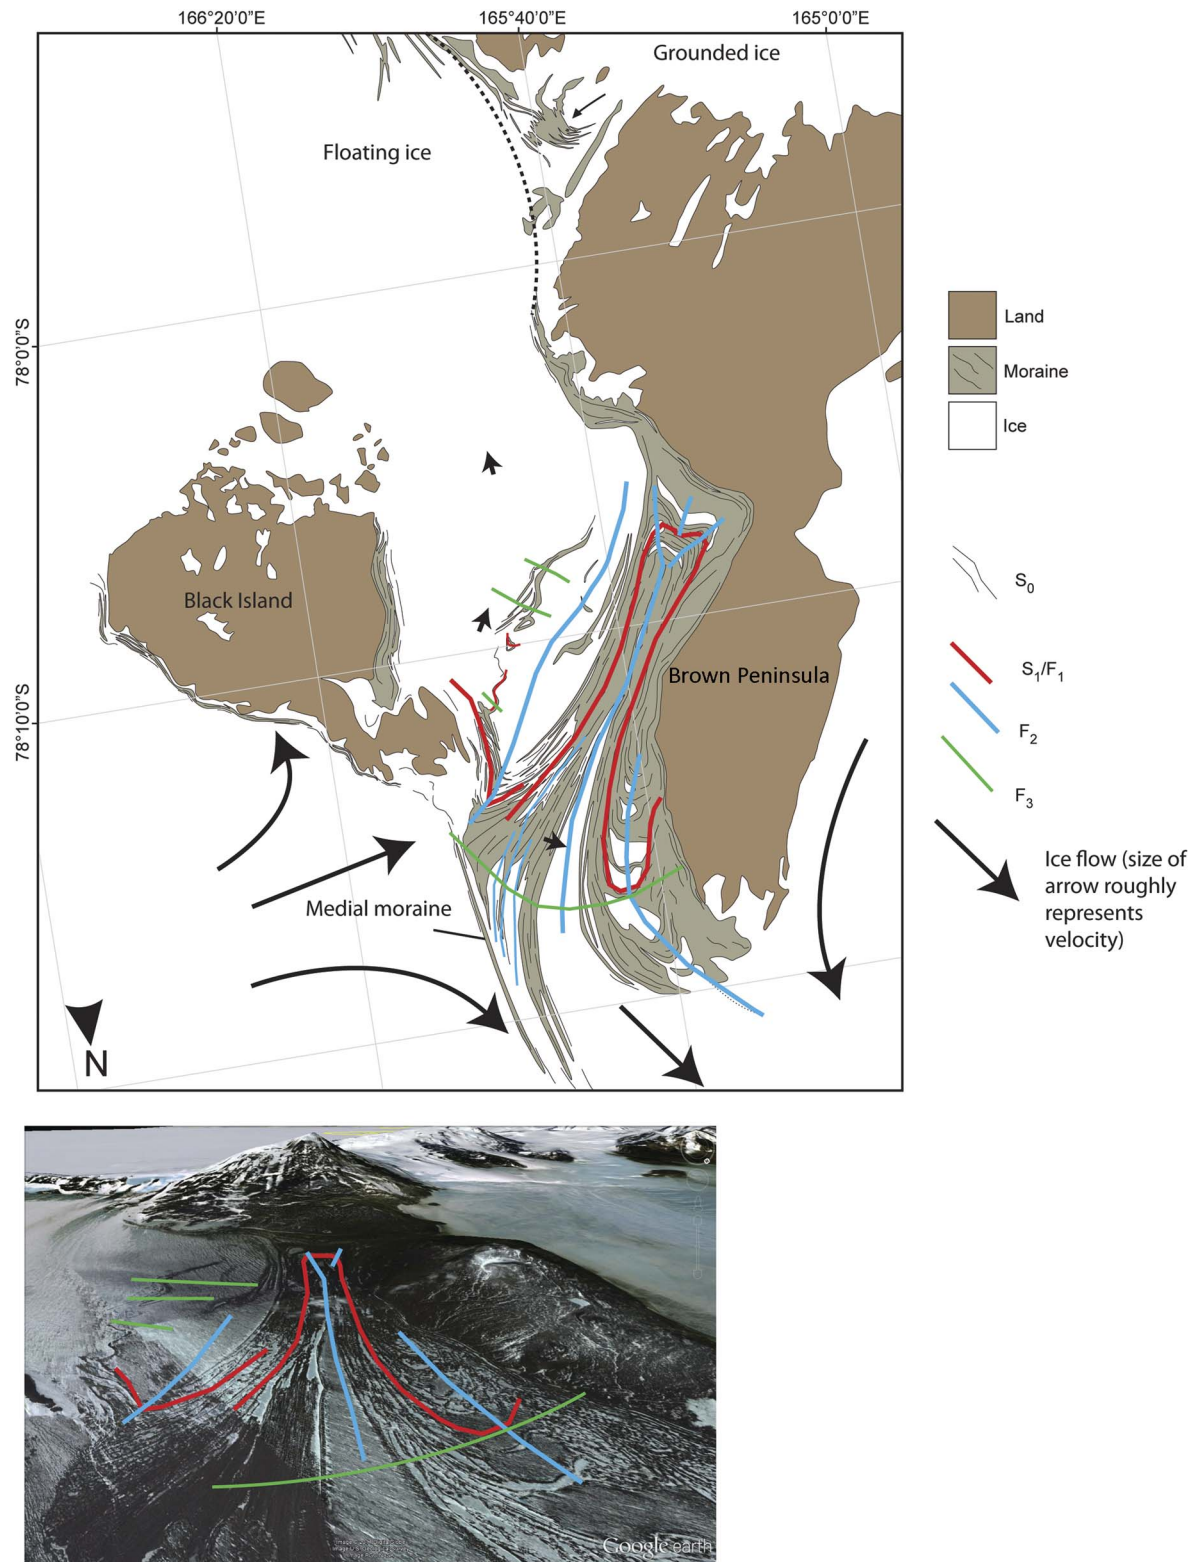 166°20'0"E
165°40'0"E
165°0'0"E
Grounded ice
Floating ice
78°0'0"S
Land
Moraine
Ice
Black Island
S0
Brown Peninsula
S1/F1
78°10'0"S
F2
F3
Ice flow (size of
arrow roughly
represents
velocity)
Medial moraine
N
Google earth